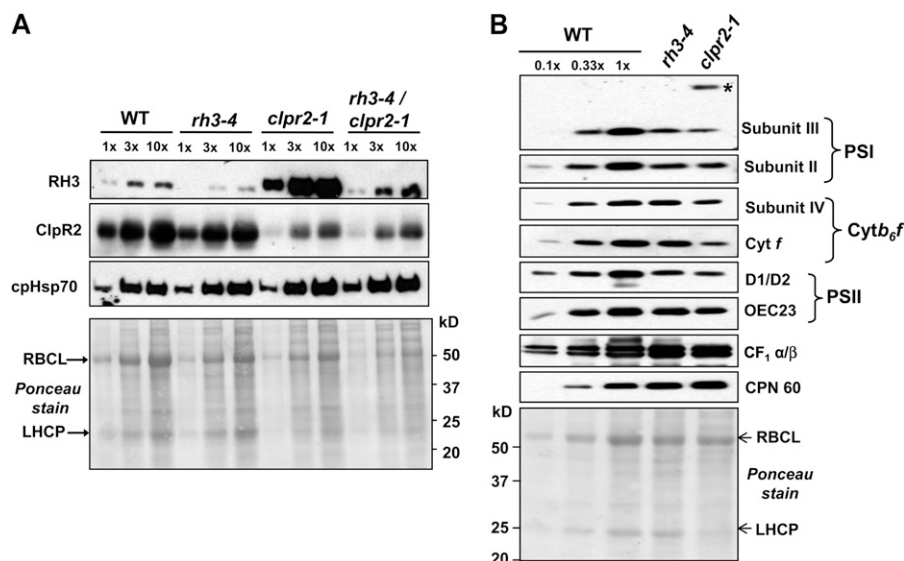 A
WT
rh3-4
clpr2-1
rh3-4 /
clpr2-1
1x 3x 10x 1x 3x 10x 1x 3x 10x 1x 3x 10x
RH3
ClpR2
cpHsp70
kD
RBCL
50
Ponceau
stain
37
LHCP
25
20
B
WT
rh3-4
clpr2-1
0.1x 0.33x 1x
*
Subunit III
PSI
Subunit II
Subunit IV
Cytb6f
Cyt f
D1/D2
PSII
OEC23
CF1 α/β
CPN 60
kD
RBCL
50
Ponceau
stain
37
25
LHCP
20